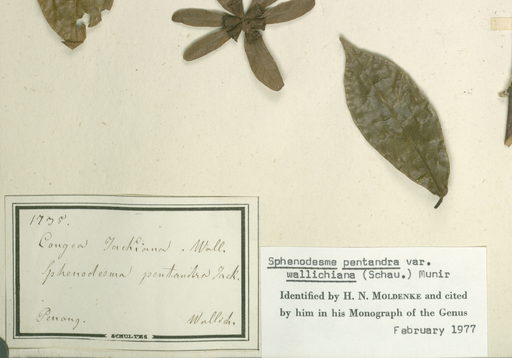 1735.
Congea Jackiana . Wall.
Sphenodesma pentandra Jack.
Penang. Wallich.
SCHULTES
Sphenodesme pentandra var.
wallichiana (Schau.) Munir
Identified by H. N. MOLDENKE and cited
by him in his Monograph of the Genus
February 1977